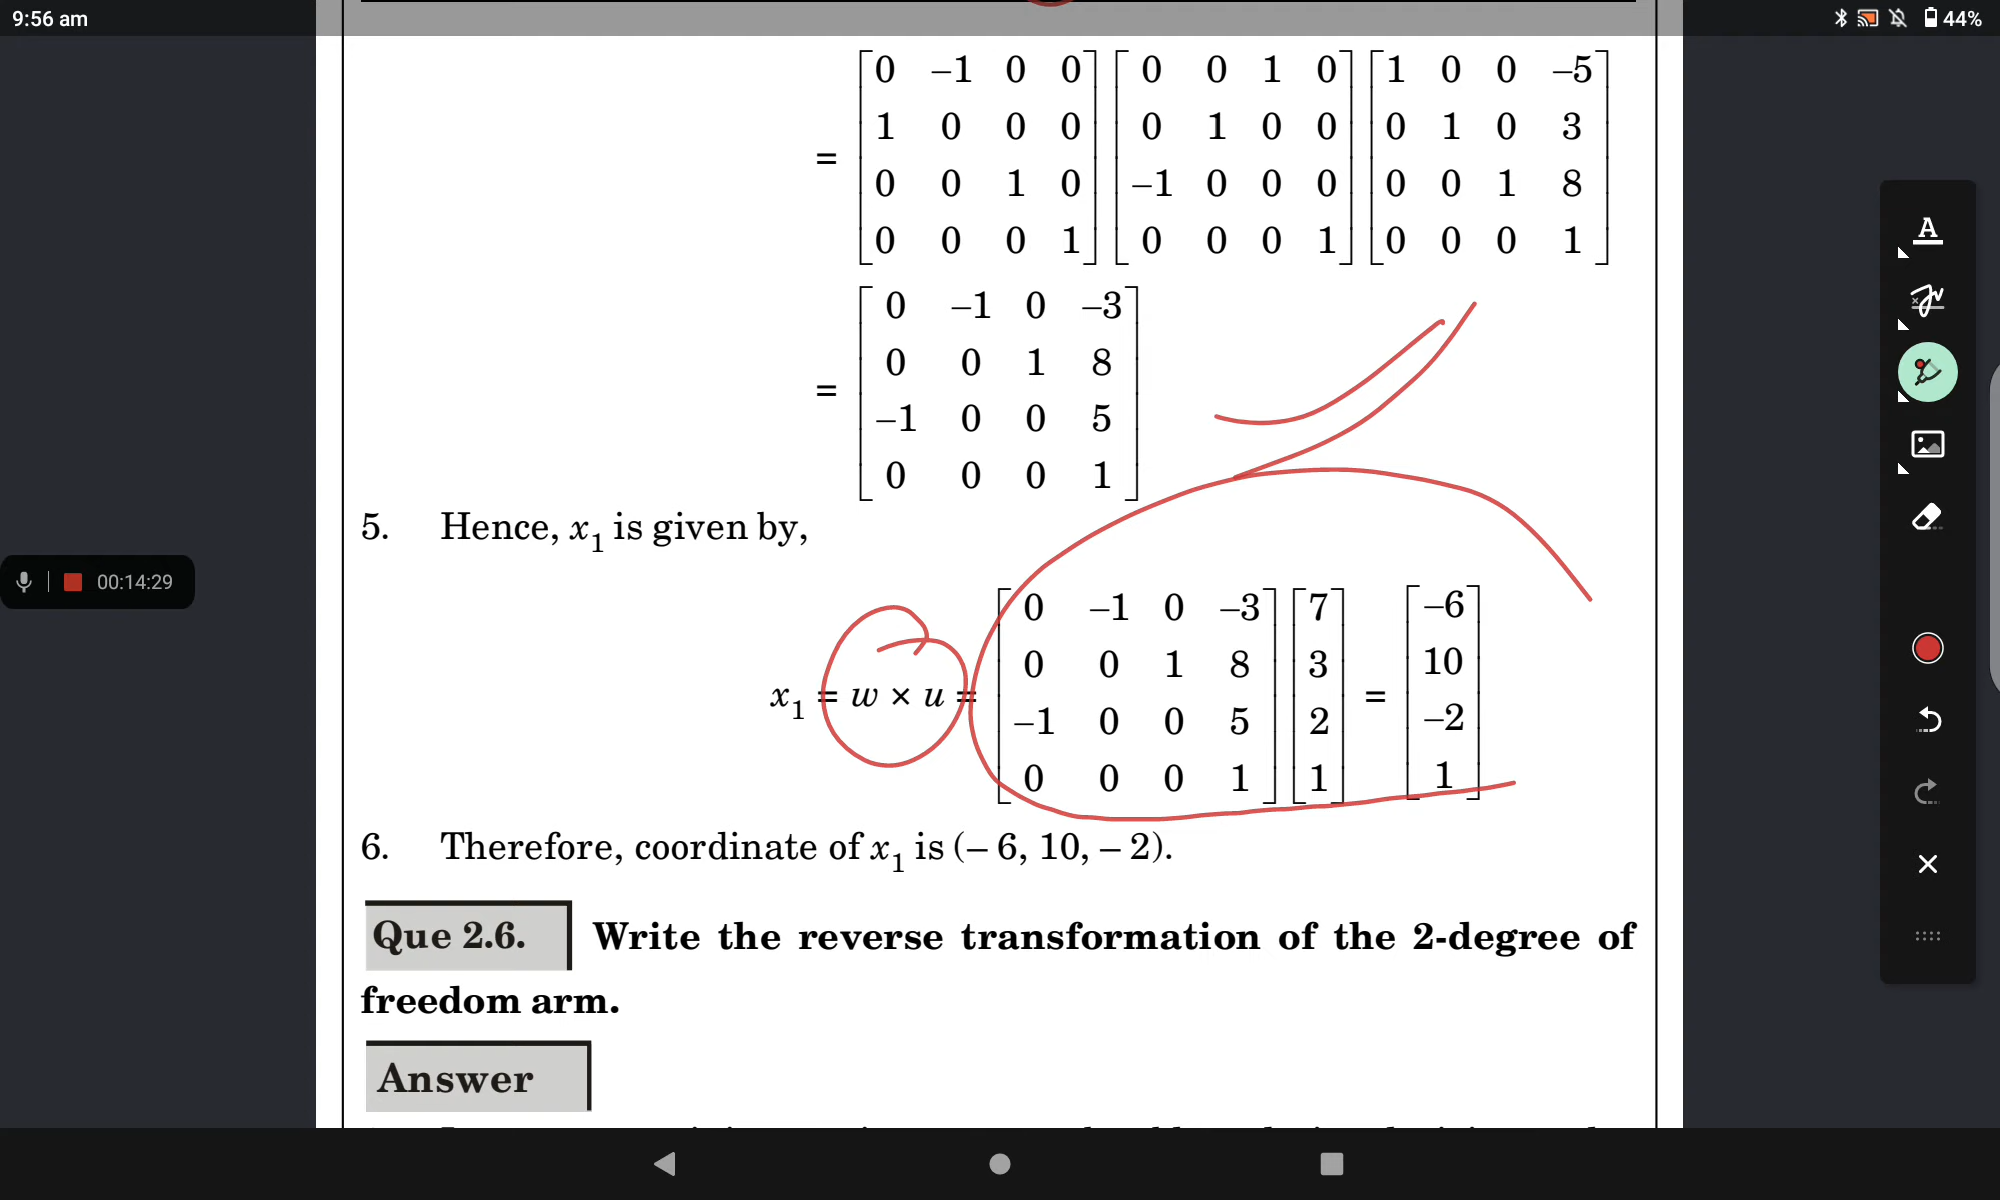 9:56 am
44%
= [0 –1 0 0] [0 0 1 0] [1 0 0 –5]
[1 0 0 0] [0 1 0 0] [0 1 0 3]
[0 0 1 0] [–1 0 0 0] [0 0 1 8]
[0 0 0 1] [0 0 0 1] [0 0 0 1]
= [0 –1 0 –3]
[0 0 1 8]
[–1 0 0 5]
[0 0 0 1]
5. Hence, x₁ is given by,
00:14:29
x₁ = w × u = [0 –1 0 –3] [7] = [–6]
[0 0 1 8] [3] [10]
[–1 0 0 5] [2] [–2]
[0 0 0 1] [1] [1]
6. Therefore, coordinate of x₁ is (– 6, 10, – 2).
Que 2.6. Write the reverse transformation of the 2-degree of
freedom arm.
Answer